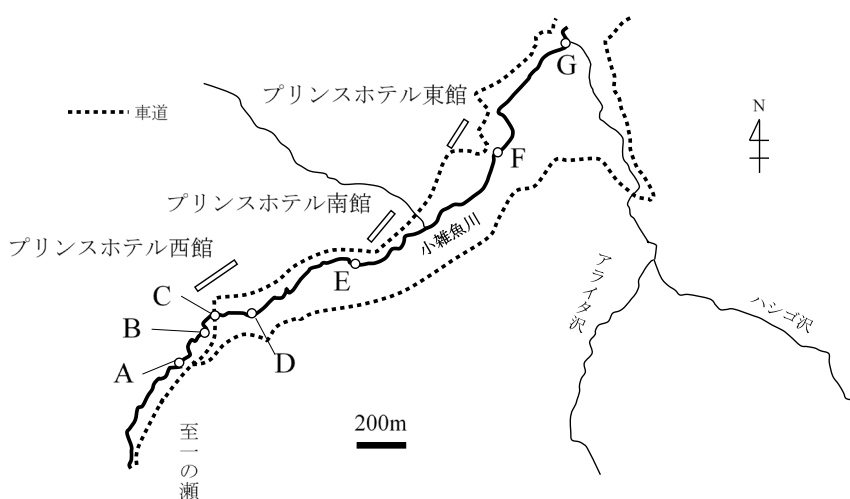 G
プリンスホテル東館
車道
N
F
プリンスホテル南館
小雑魚川
プリンスホテル西館
E
アライタ沢
ハシゴ沢
C
B
D
A
200m
至一の瀬